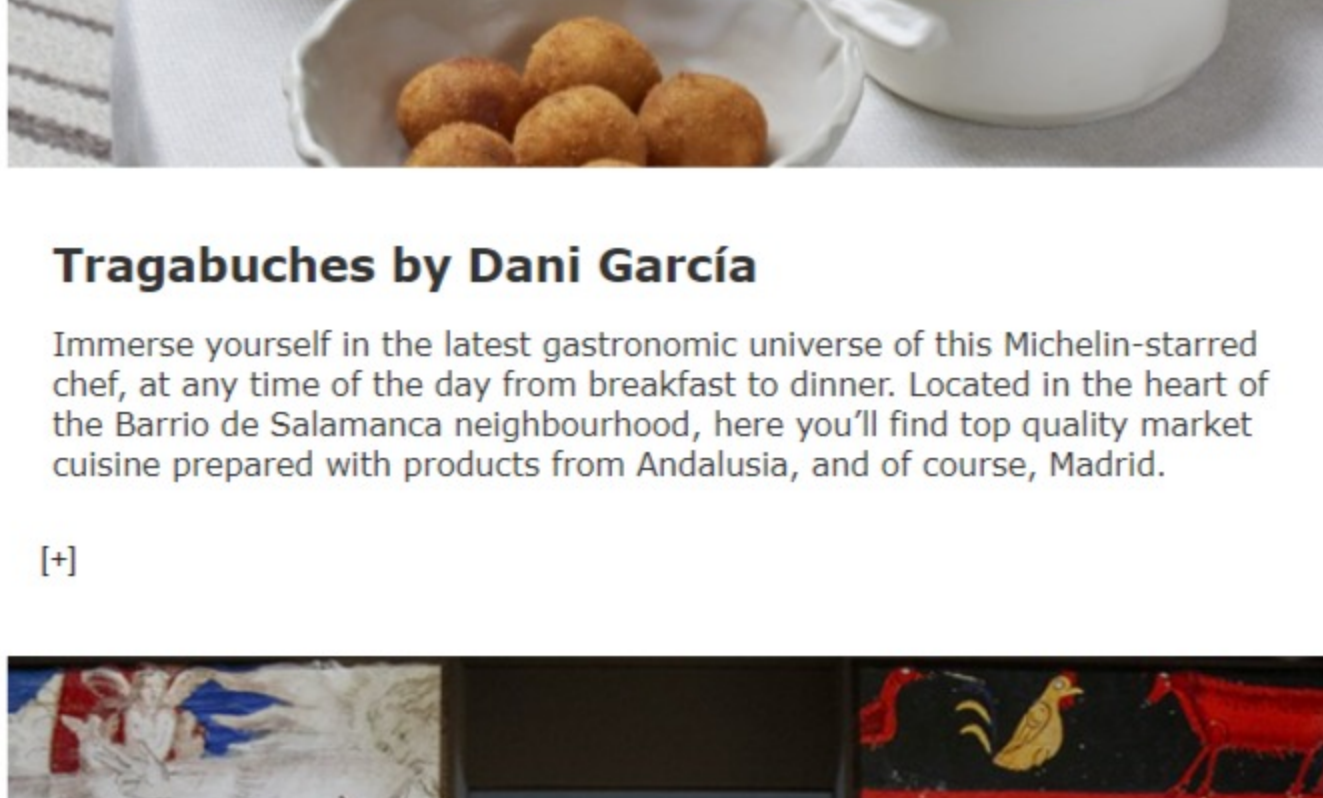 Tragabuches by Dani García
Immerse yourself in the latest gastronomic universe of this Michelin-starred
chef, at any time of the day from breakfast to dinner. Located in the heart of
the Barrio de Salamanca neighbourhood, here you’ll find top quality market
cuisine prepared with products from Andalusia, and of course, Madrid.
[+]